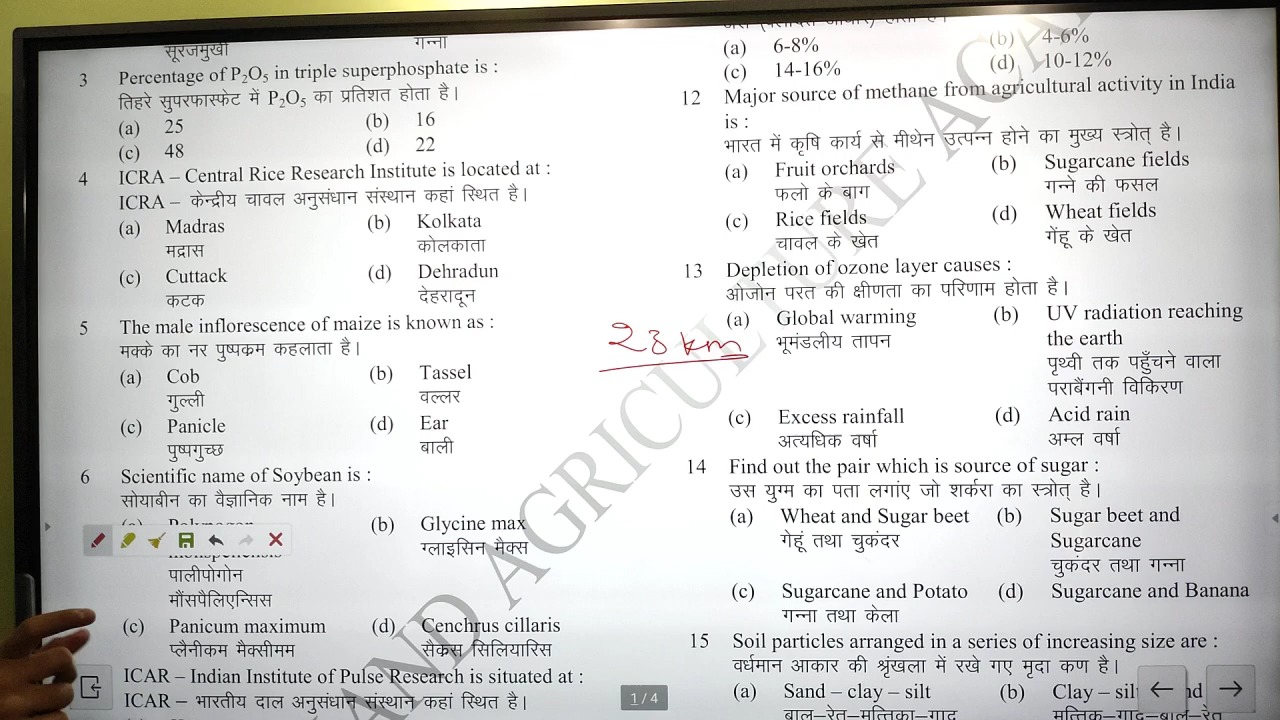 सूरजमुखी गन्ना
3 Percentage of P₂O₅ in triple superphosphate is :
तिहरे सुपरफास्फेट में P₂O₅ का प्रतिशत होता है।
(a) 25 (b) 16
(c) 48 (d) 22
4 ICRA – Central Rice Research Institute is located at :
ICRA – केन्द्रीय चावल अनुसंधान संस्थान कहां स्थित है।
(a) Madras (b) Kolkata
मद्रास कोलकाता
(c) Cuttack (d) Dehradun
कटक देहरादून
5 The male inflorescence of maize is known as :
मक्के का नर पुष्पक्रम कहलाता है।
(a) Cob (b) Tassel
गुल्ली वल्लर
(c) Panicle (d) Ear
पुष्पगुच्छ बाली
6 Scientific name of Soybean is :
सोयाबीन का वैज्ञानिक नाम है।
(b) Glycine max
ग्लाइसिन मैक्स
पालीपोगोन
मौंसपैलिएन्सिस
(c) Panicum maximum (d) Cenchrus cillaris
प्लैनीकम मैक्सीमम सैकरस सिलियारिस
ICAR – Indian Institute of Pulse Research is situated at :
ICAR – भारतीय दाल अनुसंधान संस्थान कहां स्थित है।
(a) 6-8% (b) 4-6%
(c) 14-16% (d) 10-12%
12 Major source of methane from agricultural activity in India
is :
भारत में कृषि कार्य से मीथेन उत्पन्न होने का मुख्य स्त्रोत् है।
(a) Fruit orchards (b) Sugarcane fields
फलो के बाग गन्ने की फसल
(c) Rice fields (d) Wheat fields
चावल के खेत गेंहू के खेत
13 Depletion of ozone layer causes :
ओजोन परत की क्षीणता का परिणाम होता है।
(a) Global warming (b) UV radiation reaching
भूमंडलीय तापन the earth
पृथ्वी तक पहुँचने वाला
पराबैंगनी विकिरण
(c) Excess rainfall (d) Acid rain
अत्यधिक वर्षा अम्ल वर्षा
14 Find out the pair which is source of sugar :
उस युग्म का पता लगांए जो शर्करा का स्त्रोत् है।
(a) Wheat and Sugar beet (b) Sugar beet and
गेहूं तथा चुकंदर Sugarcane
चुकंदर तथा गन्ना
(c) Sugarcane and Potato (d) Sugarcane and Banana
गन्ना तथा केला
15 Soil particles arranged in a series of increasing size are :
वर्धमान आकार की श्रृंखला में रखे गए मृदा कण है।
(a) Sand – clay – silt (b) Clay –
23 km
AND AGRICULTURE ACA
1 / 4